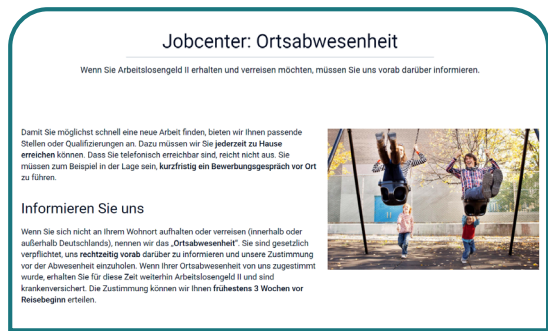 Jobcenter: Ortsabwesenheit
Wenn Sie Arbeitslosengeld II erhalten und verreisen möchten, müssen Sie uns vorab darüber informieren.
Damit Sie möglichst schnell eine neue Arbeit finden, bieten wir Ihnen passende
Stellen oder Qualifizierungen an. Dazu müssen wir Sie jederzeit zu Hause
erreichen können. Dass Sie telefonisch erreichbar sind, reicht nicht aus. Sie
müssen zum Beispiel in der Lage sein, kurzfristig ein Bewerbungsgespräch vor Ort
zu führen.
Informieren Sie uns
Wenn Sie sich nicht an Ihrem Wohnort aufhalten oder verreisen (innerhalb oder
außerhalb Deutschlands), nennen wir das „Ortsabwesenheit“. Sie sind gesetzlich
verpflichtet, uns rechtzeitig vorab darüber zu informieren und unsere Zustimmung
vor der Abwesenheit einzuholen. Wenn Ihrer Ortsabwesenheit von uns zugestimmt
wurde, erhalten Sie für diese Zeit weiterhin Arbeitslosengeld II und sind
krankenversichert. Die Zustimmung können wir Ihnen frühestens 3 Wochen vor
Reisebeginn erteilen.